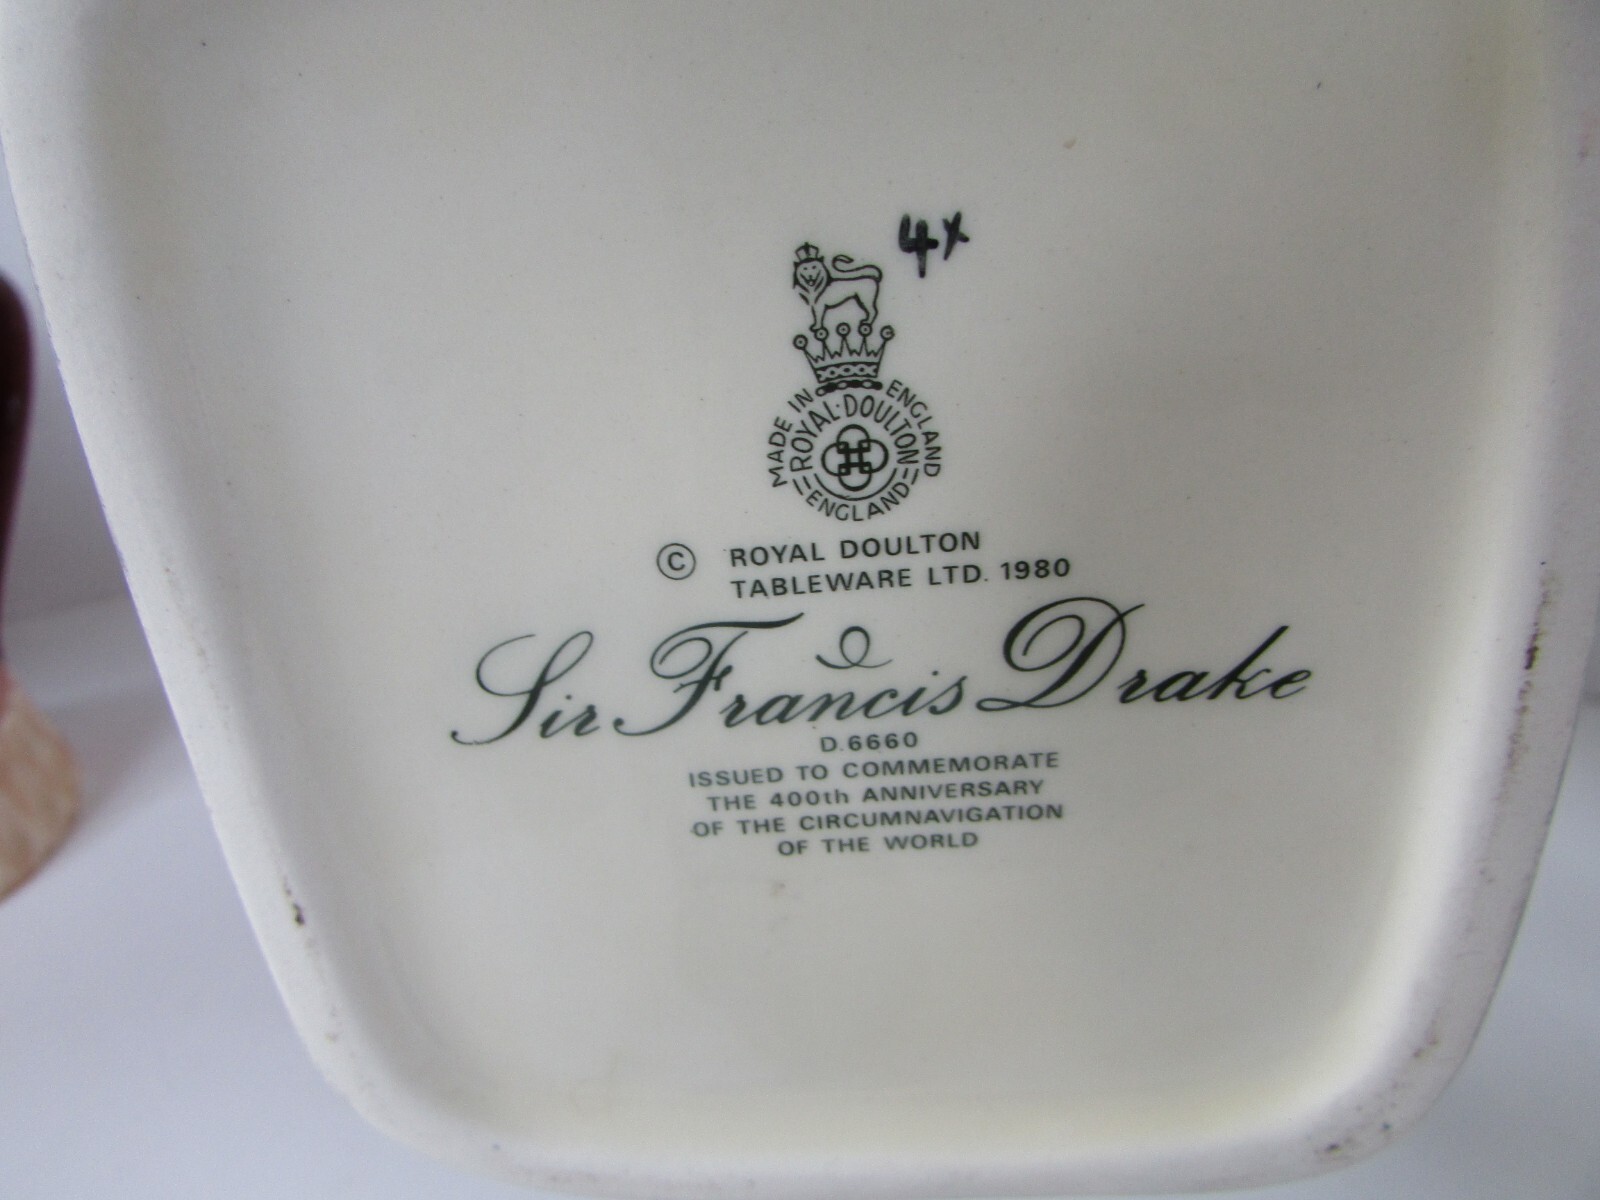 4x
MADE IN ENGLAND
ROYAL·DOULTON
ENGLAND
© ROYAL DOULTON
TABLEWARE LTD. 1980
Sir Francis Drake
D.6660
ISSUED TO COMMEMORATE
THE 400th ANNIVERSARY
OF THE CIRCUMNAVIGATION
OF THE WORLD